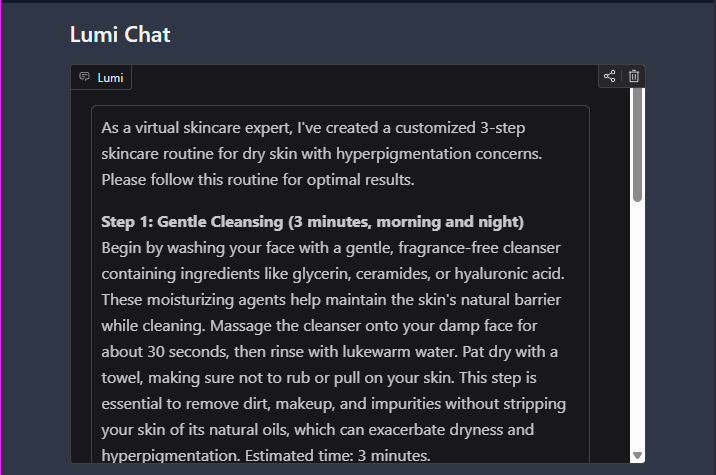 Lumi Chat
Lumi
As a virtual skincare expert, I've created a customized 3-step
skincare routine for dry skin with hyperpigmentation concerns.
Please follow this routine for optimal results.
Step 1: Gentle Cleansing (3 minutes, morning and night)
Begin by washing your face with a gentle, fragrance-free cleanser
containing ingredients like glycerin, ceramides, or hyaluronic acid.
These moisturizing agents help maintain the skin's natural barrier
while cleaning. Massage the cleanser onto your damp face for
about 30 seconds, then rinse with lukewarm water. Pat dry with a
towel, making sure not to rub or pull on your skin. This step is
essential to remove dirt, makeup, and impurities without stripping
your skin of its natural oils, which can exacerbate dryness and
hyperpigmentation. Estimated time: 3 minutes.